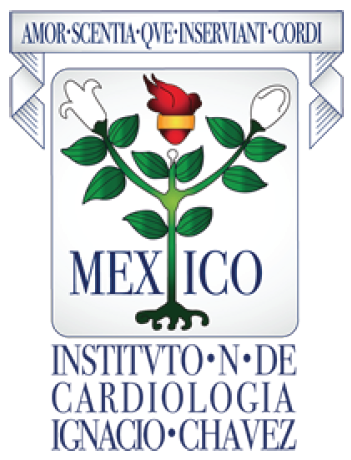 AMOR·SCENTIA·QVE·INSERVIANT·CORDI
MEXICO
INSTITVTO·N·DE
CARDIOLOGIA
IGNACIO·CHAVEZ